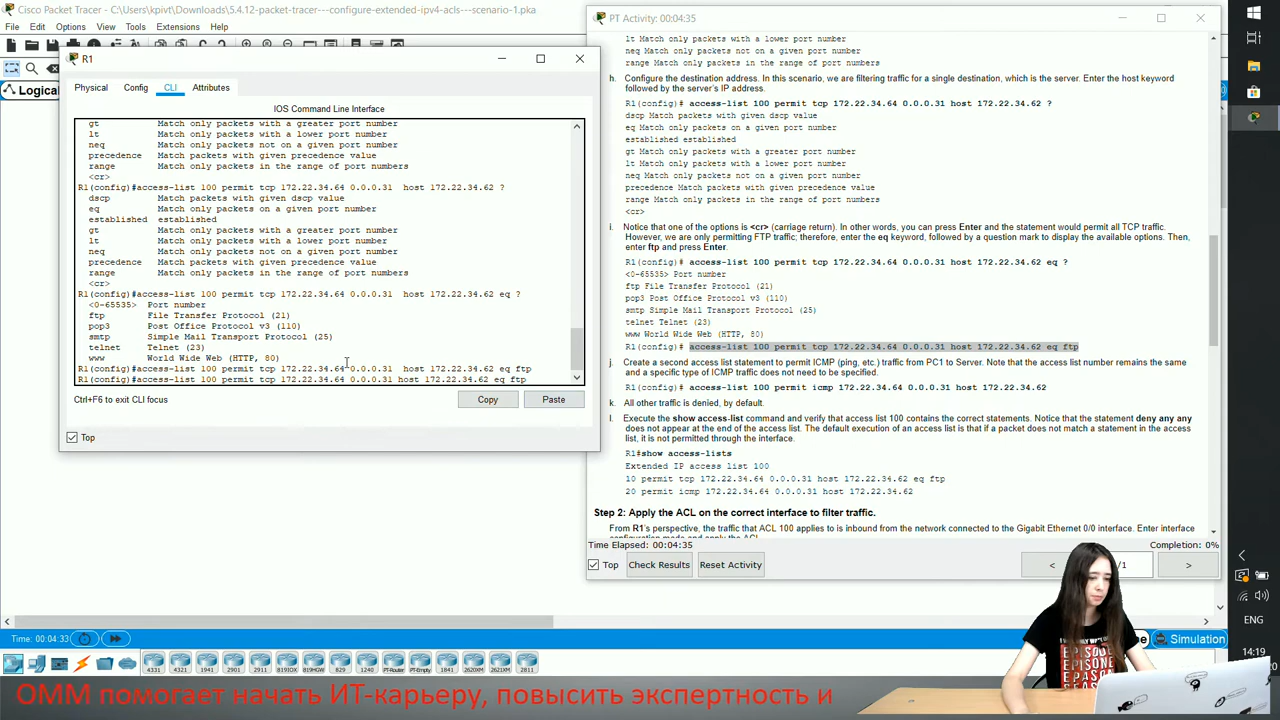 Cisco Packet Tracer - C:\Users\kpivt\Downloads\5.4.12-packet-tracer---configure-extended-ipv4-acls---scenario-1.pka
File Edit Options View Tools Extensions Help
Logical
R1
Physical Config CLI Attributes
IOS Command Line Interface
gt Match only packets with a greater port number
lt Match only packets with a lower port number
neq Match only packets not on a given port number
precedence Match packets with given precedence value
range Match only packets in the range of port numbers
<cr>
R1(config)#access-list 100 permit tcp 172.22.34.64 0.0.0.31  host 172.22.34.62 ?
dscp Match packets with given dscp value
eq Match only packets on a given port number
established established
gt Match only packets with a greater port number
lt Match only packets with a lower port number
neq Match only packets not on a given port number
precedence Match packets with given precedence value
range Match only packets in the range of port numbers
<cr>
R1(config)#access-list 100 permit tcp 172.22.34.64 0.0.0.31  host 172.22.34.62 eq ?
<0-65535> Port number
ftp File Transfer Protocol (21)
pop3 Post Office Protocol v3 (110)
smtp Simple Mail Transport Protocol (25)
telnet Telnet (23)
www World Wide Web (HTTP, 80)
R1(config)#access-list 100 permit tcp 172.22.34.64 0.0.0.31  host 172.22.34.62 eq ftp
R1(config)#access-list 100 permit tcp 172.22.34.64 0.0.0.31 host 172.22.34.62 eq ftp
Ctrl+F6 to exit CLI focus
Copy Paste
Top
PT Activity: 00:04:35
lt Match only packets with a lower port number
neq Match only packets not on a given port number
range Match only packets in the range of port numbers
h. Configure the destination address. In this scenario, we are filtering traffic for a single destination, which is the server. Enter the host keyword
followed by the server's IP address.
R1(config)# access-list 100 permit tcp 172.22.34.64 0.0.0.31 host 172.22.34.62 ?
dscp Match packets with given dscp value
eq Match only packets on a given port number
established established
gt Match only packets with a greater port number
lt Match only packets with a lower port number
neq Match only packets not on a given port number
precedence Match packets with given precedence value
range Match only packets in the range of port numbers
<cr>
i. Notice that one of the options is <cr> (carriage return). In other words, you can press Enter and the statement would permit all TCP traffic.
However, we are only permitting FTP traffic; therefore, enter the eq keyword, followed by a question mark to display the available options. Then,
enter ftp and press Enter.
R1(config)# access-list 100 permit tcp 172.22.34.64 0.0.0.31 host 172.22.34.62 eq ?
<0-65535> Port number
ftp File Transfer Protocol (21)
pop3 Post Office Protocol v3 (110)
smtp Simple Mail Transport Protocol (25)
telnet Telnet (23)
www World Wide Web (HTTP, 80)
R1(config)# access-list 100 permit tcp 172.22.34.64 0.0.0.31 host 172.22.34.62 eq ftp
j. Create a second access list statement to permit ICMP (ping, etc.) traffic from PC1 to Server. Note that the access list number remains the same
and a specific type of ICMP traffic does not need to be specified.
R1(config)# access-list 100 permit icmp 172.22.34.64 0.0.0.31 host 172.22.34.62
k. All other traffic is denied, by default.
l. Execute the show access-list command and verify that access list 100 contains the correct statements. Notice that the statement deny any any
does not appear at the end of the access list. The default execution of an access list is that if a packet does not match a statement in the access
list, it is not permitted through the interface.
R1#show access-lists
Extended IP access list 100
10 permit tcp 172.22.34.64 0.0.0.31 host 172.22.34.62 eq ftp
20 permit icmp 172.22.34.64 0.0.0.31 host 172.22.34.62
Step 2: Apply the ACL on the correct interface to filter traffic.
From R1's perspective, the traffic that ACL 100 applies to is inbound from the network connected to the Gigabit Ethernet 0/0 interface. Enter interface
configuration mode and apply the ACL.
Time Elapsed: 00:04:35 Completion: 0%
Top Check Results Reset Activity < /1 >
Time: 00:04:33
Simulation
4331 4321 1941 2901 2911 819IOX 819HGW 829 1240 PT-Router PT-Empty 1841 2620XM 2621XM 2811
ENG
14:19
EPISODE
EPISODE
ОММ помогает начать ИТ-карьеру, повысить экспертность и